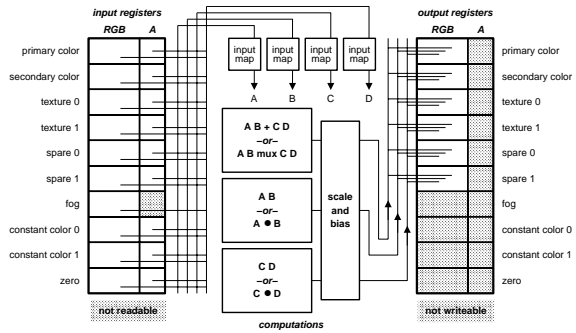 input registers
RGB A
primary color
secondary color
texture 0
texture 1
spare 0
spare 1
fog
constant color 0
constant color 1
zero
not readable
input map
input map
input map
input map
A B C D
A B + C D
–or–
A B mux C D
A B
–or–
A ● B
C D
–or–
C ● D
scale
and
bias
computations
output registers
RGB A
primary color
secondary color
texture 0
texture 1
spare 0
spare 1
fog
constant color 0
constant color 1
zero
not writeable